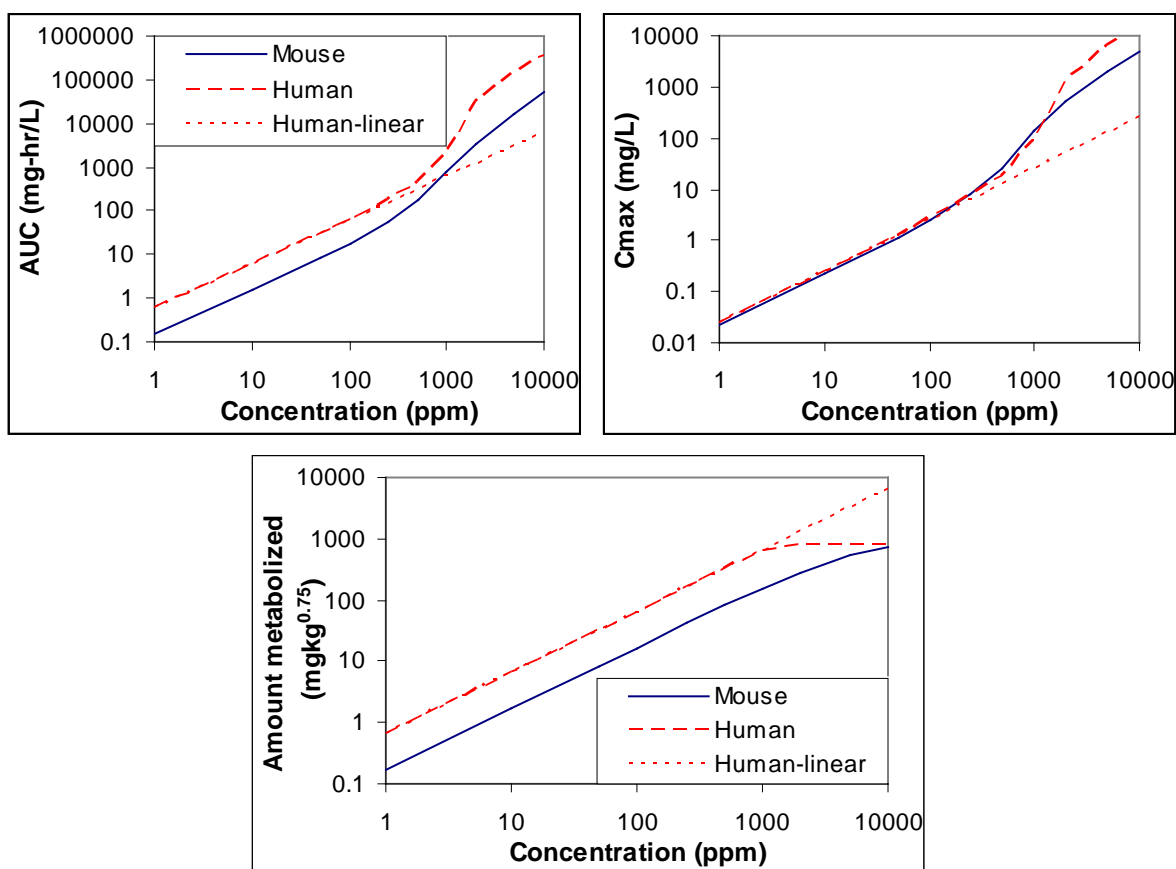 AUC (mg-hr/L)
1000000
100000
10000
1000
100
10
1
0.1
Mouse
Human
Human-linear
1 10 100 1000 10000
Concentration (ppm)
Cmax (mg/L)
10000
1000
100
10
1
0.1
0.01
1 10 100 1000 10000
Concentration (ppm)
Amount metabolized
(mgkg0.75)
10000
1000
100
10
1
0.1
Mouse
Human
Human-linear
1 10 100 1000 10000
Concentration (ppm)